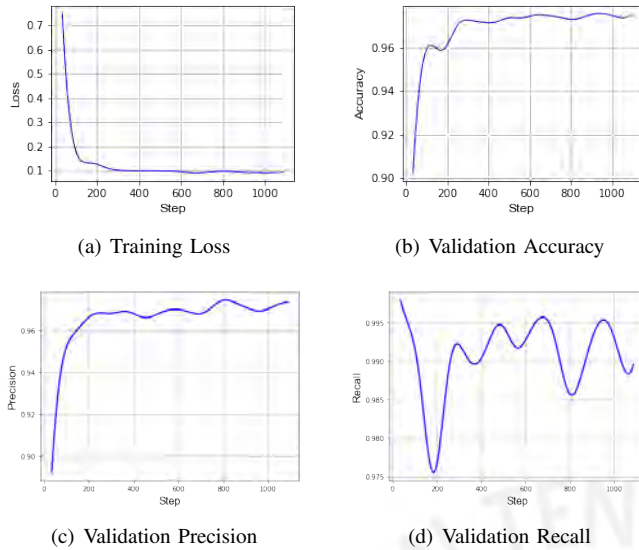 0.7
0.6
0.5
0.4
0.3
0.2
0.1
Loss
0 200 400 600 800 1000
Step
(a) Training Loss
0.96
0.94
0.92
0.90
Accuracy
0 200 400 600 800 1000
Step
(b) Validation Accuracy
0.96
0.94
0.92
0.90
Precision
0 200 400 600 800 1000
Step
(c) Validation Precision
0.995
0.990
0.985
0.980
0.975
Recall
0 200 400 600 800 1000
Step
(d) Validation Recall
TEN